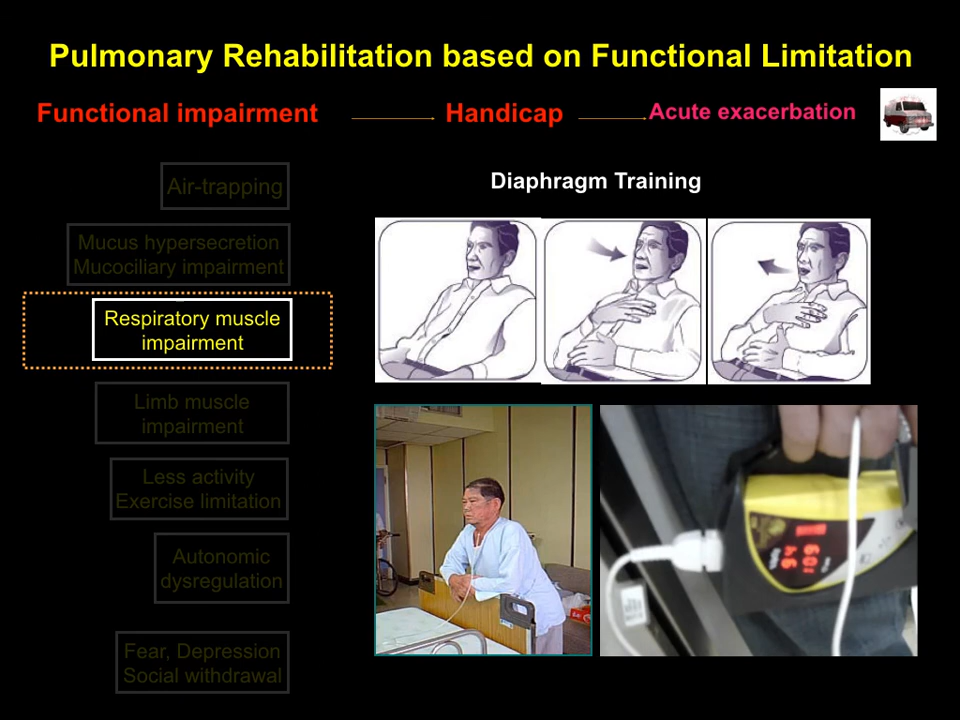 Pulmonary Rehabilitation based on Functional Limitation
Functional impairment
Handicap
Acute exacerbation
Air-trapping
Diaphragm Training
Mucus hypersecretion
Mucociliary impairment
Respiratory muscle
impairment
Limb muscle
impairment
Less activity
Exercise limitation
Autonomic
dysregulation
Fear, Depression
Social withdrawal